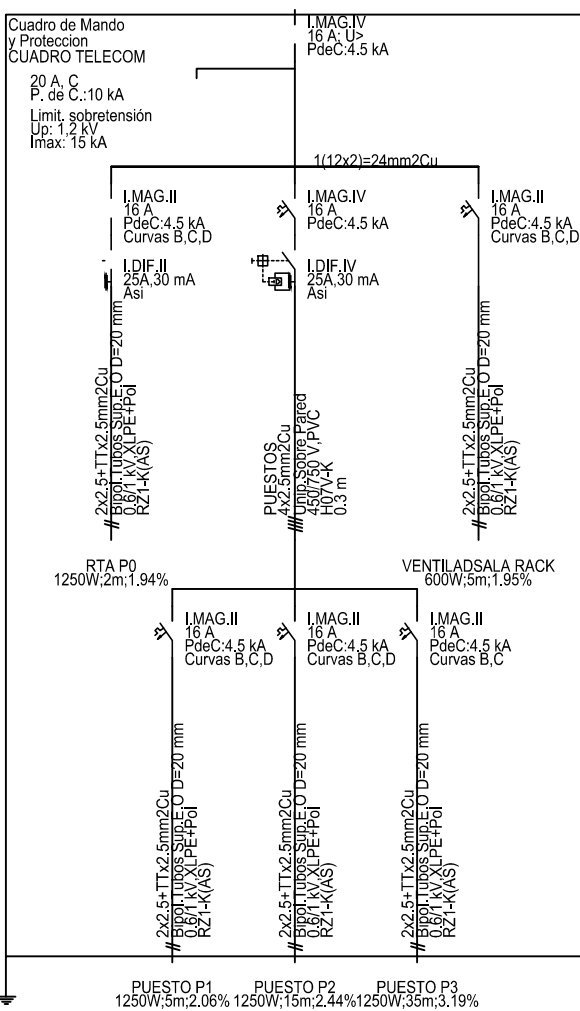 Cuadro de Mando
y Proteccion
CUADRO TELECOM
20 A, C
P. de C.:10 kA
Limit. sobretensión
Up: 1,2 kV
Imax: 15 kA
I.MAG.IV
16 A; U>
PdeC:4.5 kA
1(12x2)=24mm2Cu
I.MAG.II
16 A
PdeC:4.5 kA
Curvas B,C,D
I.DIF.II
25A,30 mA
Asi
I.MAG.IV
16 A
PdeC:4.5 kA
I.DIF.IV
25A,30 mA
Asi
I.MAG.II
16 A
PdeC:4.5 kA
Curvas B,C,D
2x2.5+TTx2.5mm2Cu
Bipol.Tubos Sup.E.O D=20 mm
0.6/1 kV,XLPE+Pol
RZ1-K(AS)
PUESTOS
4x2.5mm2Cu
Unip.Sobre Pared
450/750 V,PVC
H07V-K
0.3 m
2x2.5+TTx2.5mm2Cu
Bipol.Tubos Sup.E.O D=20 mm
0.6/1 kV,XLPE+Pol
RZ1-K(AS)
RTA P0
1250W;2m;1.94%
VENTILADSALA RACK
600W;5m;1.95%
I.MAG.II
16 A
PdeC:4.5 kA
Curvas B,C,D
I.MAG.II
16 A
PdeC:4.5 kA
Curvas B,C,D
I.MAG.II
16 A
PdeC:4.5 kA
Curvas B,C
2x2.5+TTx2.5mm2Cu
Bipol.Tubos Sup.E.O D=20 mm
0.6/1 kV,XLPE+Pol
RZ1-K(AS)
2x2.5+TTx2.5mm2Cu
Bipol.Tubos Sup.E.O D=20 mm
0.6/1 kV,XLPE+Pol
RZ1-K(AS)
2x2.5+TTx2.5mm2Cu
Bipol.Tubos Sup.E.O D=20 mm
0.6/1 kV,XLPE+Pol
RZ1-K(AS)
PUESTO P1
1250W;5m;2.06%
PUESTO P2
1250W;15m;2.44%
PUESTO P3
1250W;35m;3.19%